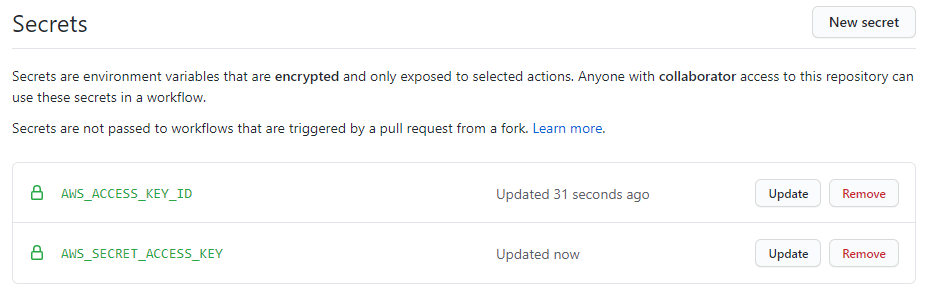 Secrets
New secret
Secrets are environment variables that are encrypted and only exposed to selected actions. Anyone with collaborator access to this repository can
use these secrets in a workflow.
Secrets are not passed to workflows that are triggered by a pull request from a fork. Learn more.
AWS_ACCESS_KEY_ID Updated 31 seconds ago Update Remove
AWS_SECRET_ACCESS_KEY Updated now Update Remove